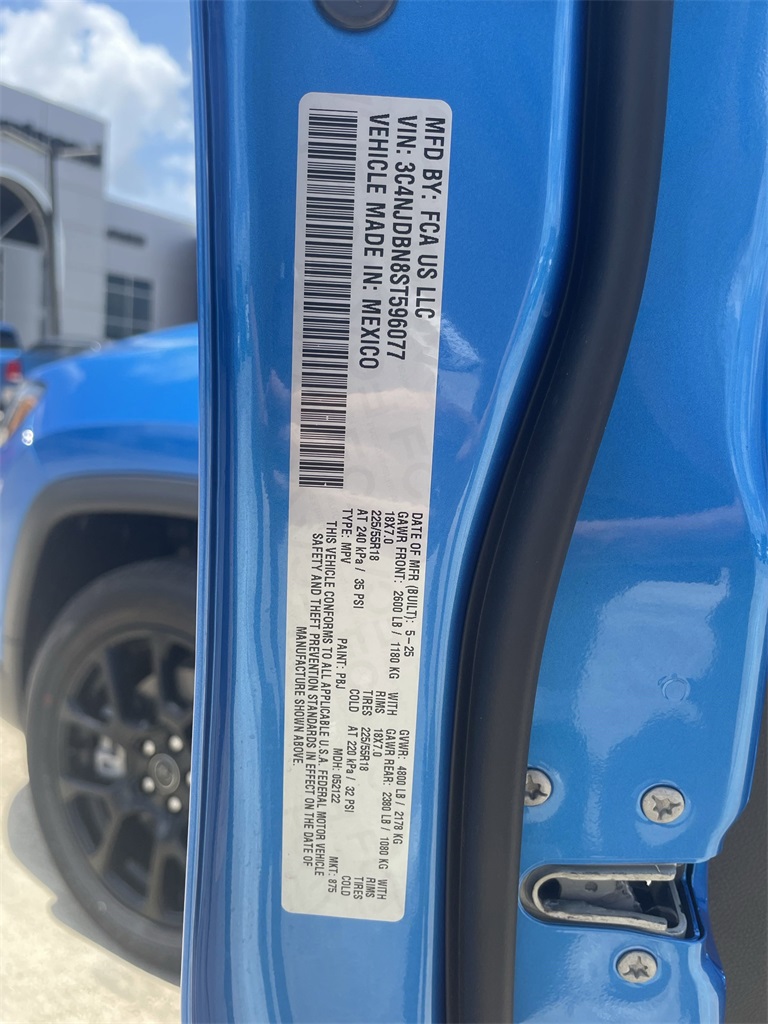 MFD BY: FCA US LLC
VIN: 3C4NJDBN8ST596077
VEHICLE MADE IN: MEXICO
DATE OF MFR (BUILT): 5-25 GVWR: 4800 LB / 2178 KG
GAWR FRONT: 2600 LB / 1180 KG WITH GAWR REAR: 2380 LB / 1080 KG WITH
18X7.0 RIMS 18X7.0 RIMS
225/55R18 TIRES 225/55R18 TIRES
AT 240 kPa / 35 PSI COLD AT 220 kPa / 32 PSI COLD
TYPE: MPV PAINT: PBJ MDH: 052122 MKT: 875
THIS VEHICLE CONFORMS TO ALL APPLICABLE U.S.A. FEDERAL MOTOR VEHICLE
SAFETY AND THEFT PREVENTION STANDARDS IN EFFECT ON THE DATE OF
MANUFACTURE SHOWN ABOVE.